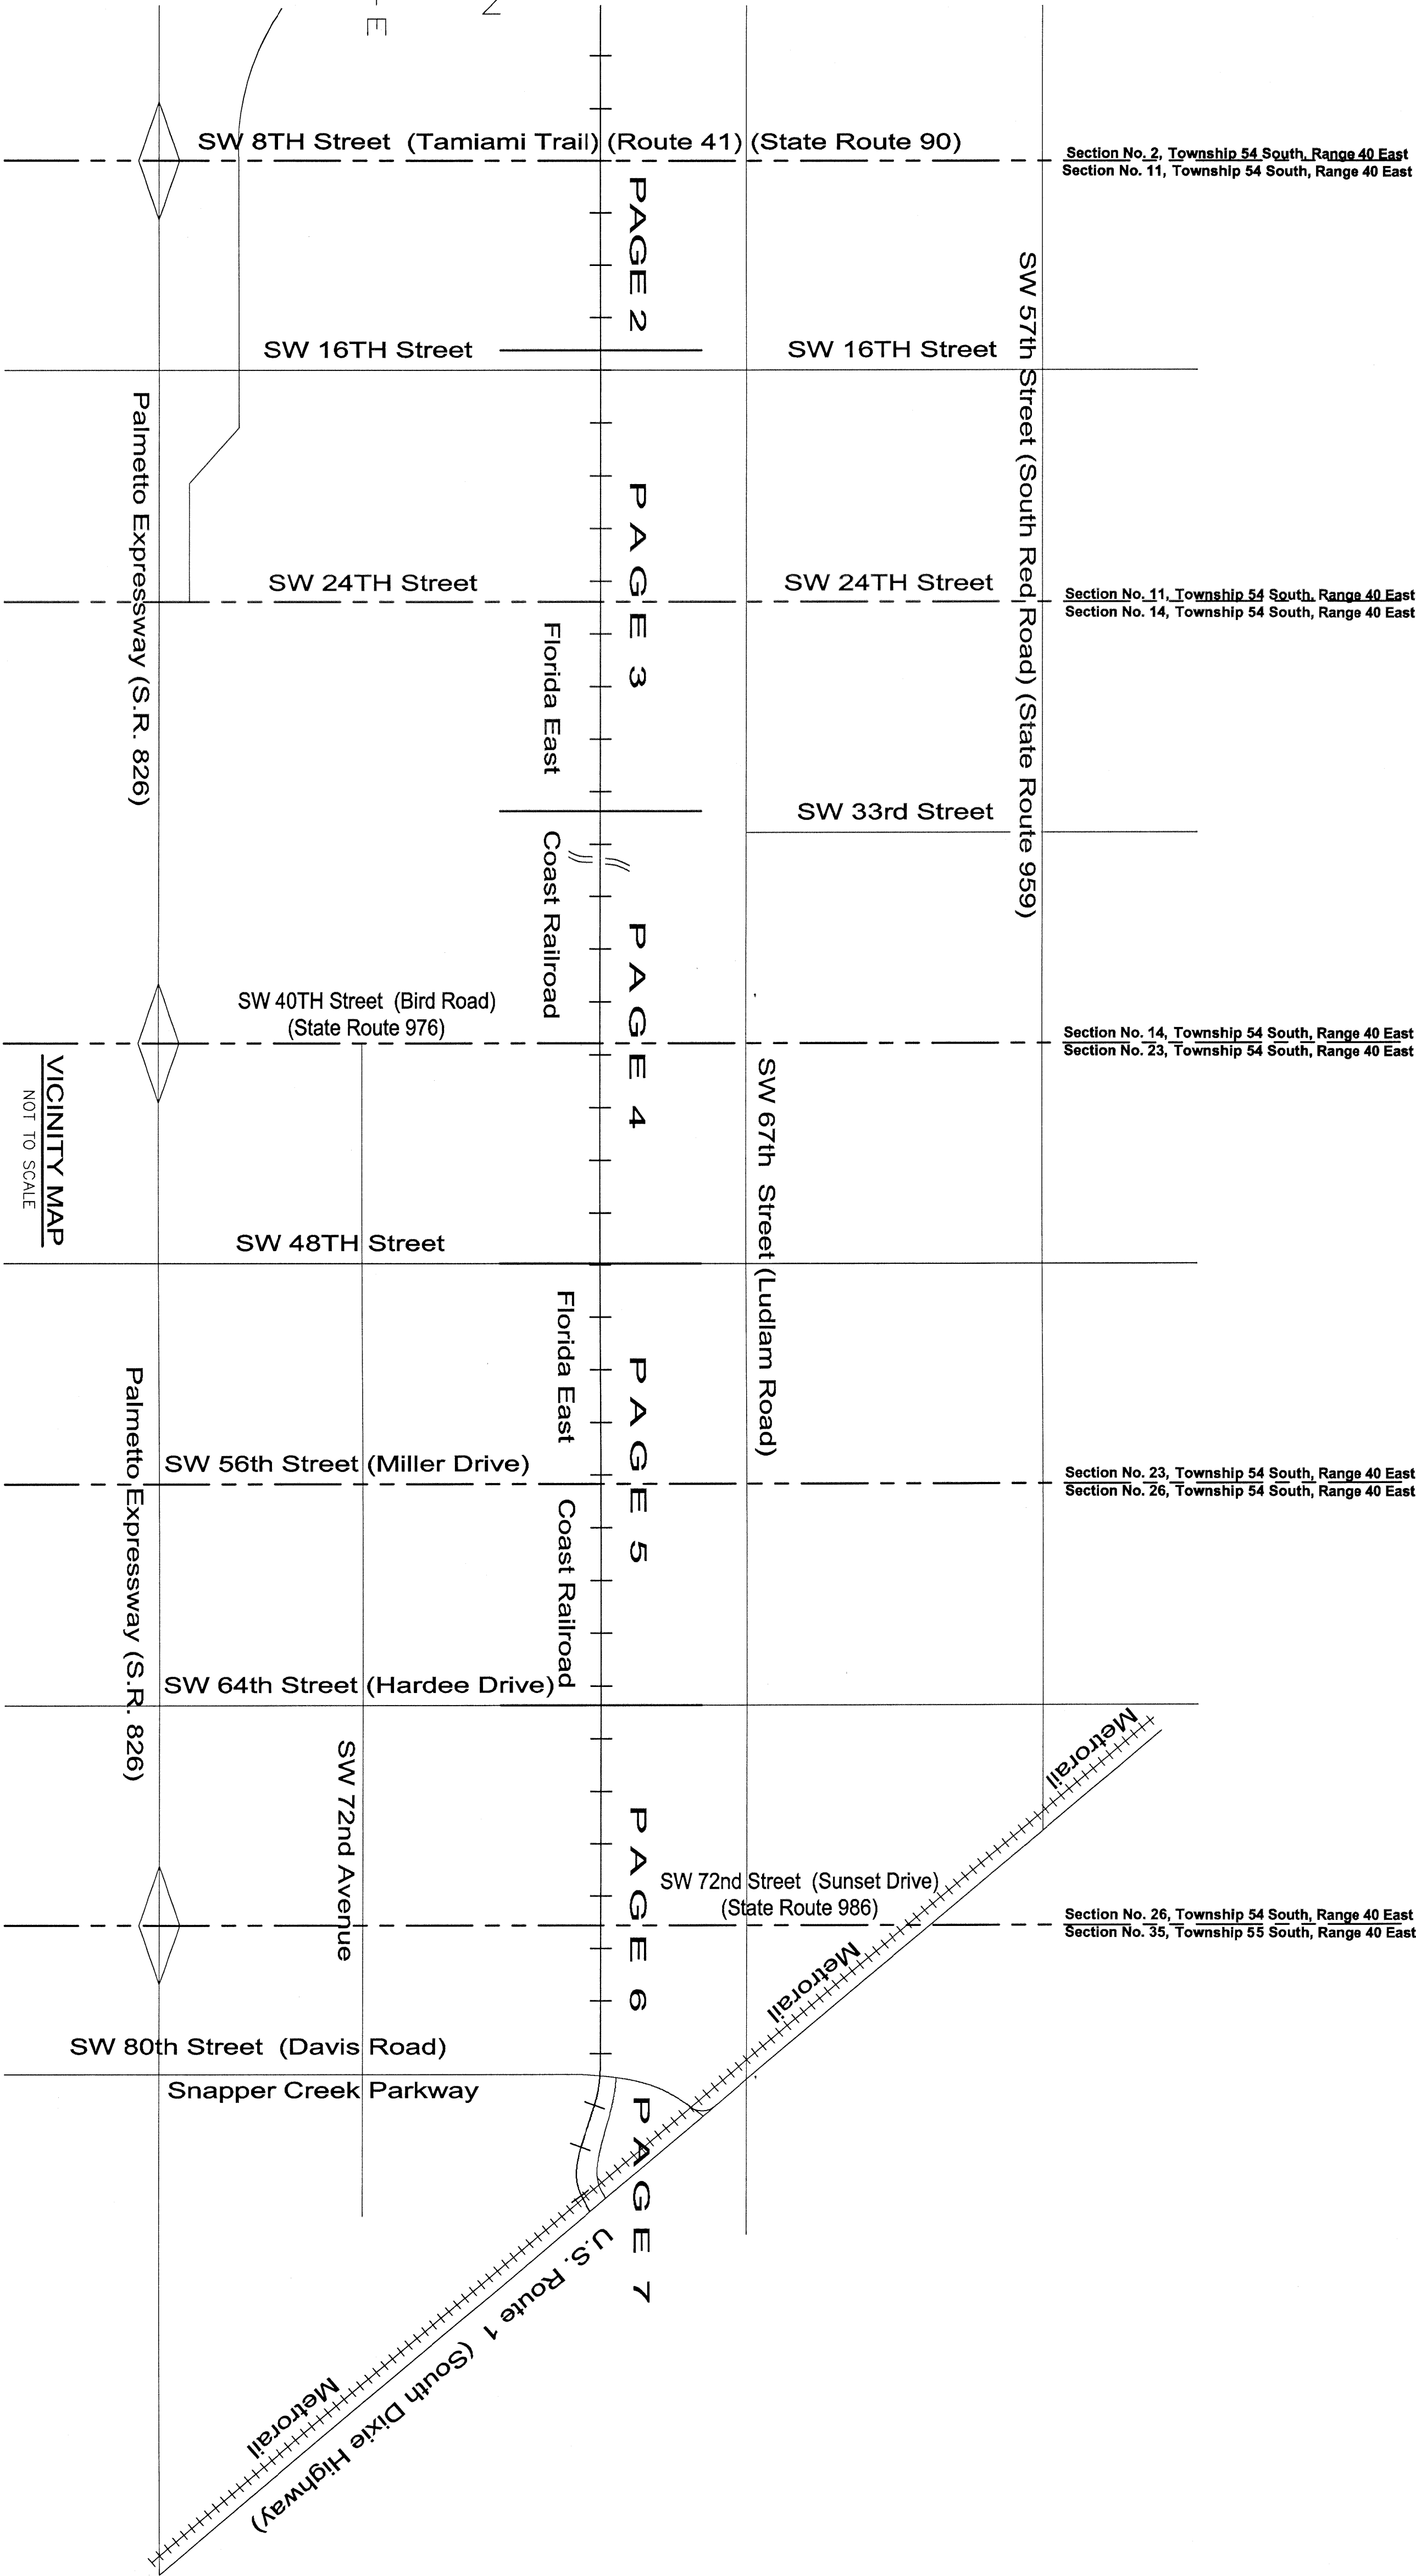 N
E
SW 8TH Street (Tamiami Trail) (Route 41) (State Route 90)
Section No. 2, Township 54 South, Range 40 East
Section No. 11, Township 54 South, Range 40 East
PAGE 2
SW 57th Street (South Red Road) (State Route 959)
SW 16TH Street
SW 16TH Street
Palmetto Expressway (S.R. 826)
PAGE 3
SW 24TH Street
SW 24TH Street
Section No. 11, Township 54 South, Range 40 East
Section No. 14, Township 54 South, Range 40 East
Florida East
Coast Railroad
SW 33rd Street
PAGE 4
SW 40TH Street (Bird Road)
(State Route 976)
Section No. 14, Township 54 South, Range 40 East
Section No. 23, Township 54 South, Range 40 East
VICINITY MAP
NOT TO SCALE
SW 67th Street (Ludlam Road)
SW 48TH Street
Florida East
Coast Railroad
PAGE 5
Palmetto Expressway (S.R. 826)
SW 56th Street (Miller Drive)
Section No. 23, Township 54 South, Range 40 East
Section No. 26, Township 54 South, Range 40 East
SW 64th Street (Hardee Drive)
Metrorail
SW 72nd Avenue
PAGE 6
SW 72nd Street (Sunset Drive)
(State Route 986)
Section No. 26, Township 54 South, Range 40 East
Section No. 35, Township 55 South, Range 40 East
Metrorail
SW 80th Street (Davis Road)
Snapper Creek Parkway
PAGE 7
U.S. Route 1 (South Dixie Highway)
Metrorail